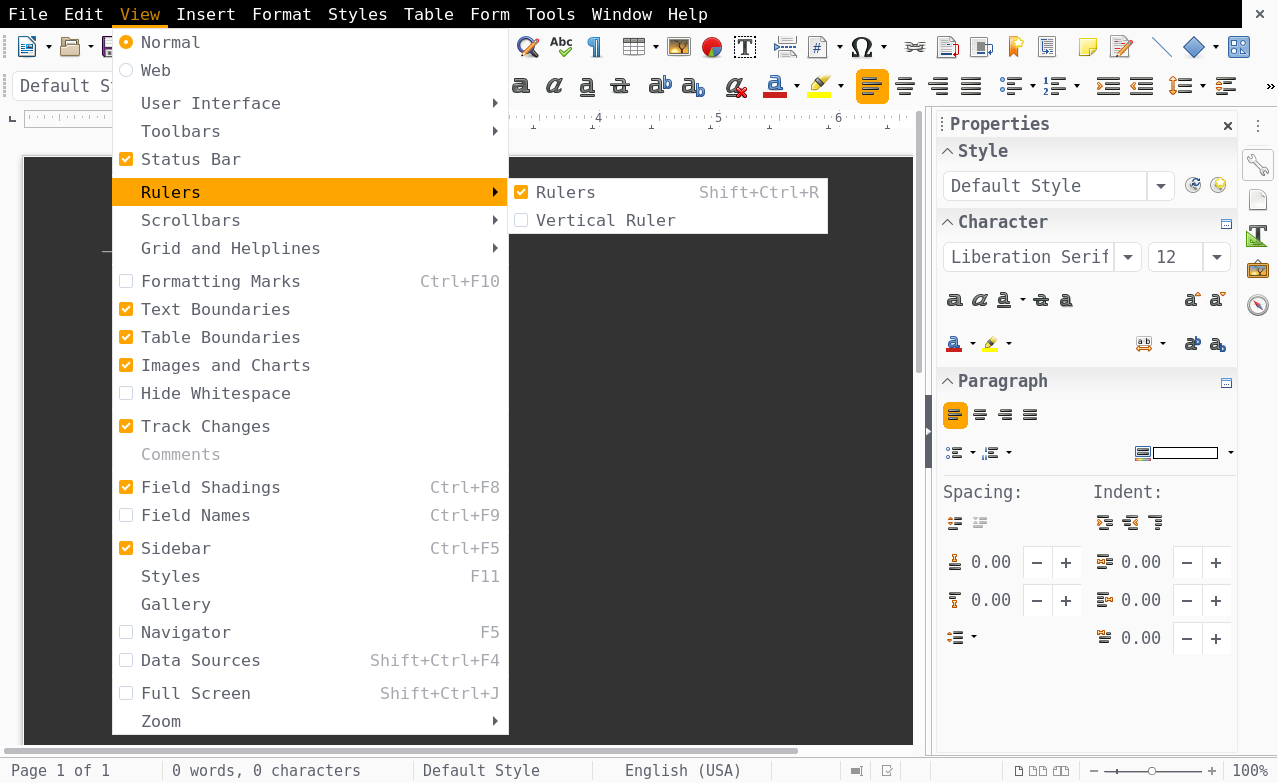 File Edit View Insert Format Styles Table Form Tools Window Help
Normal
Web
User Interface
Toolbars
Status Bar
Rulers
Scrollbars
Grid and Helplines
Formatting Marks Ctrl+F10
Text Boundaries
Table Boundaries
Images and Charts
Hide Whitespace
Track Changes
Comments
Field Shadings Ctrl+F8
Field Names Ctrl+F9
Sidebar Ctrl+F5
Styles F11
Gallery
Navigator F5
Data Sources Shift+Ctrl+F4
Full Screen Shift+Ctrl+J
Zoom
Rulers Shift+Ctrl+R
Vertical Ruler
Abc
Default
4 5 6
Properties
Style
Default Style
Character
Liberation Serif 12
Paragraph
Spacing: Indent:
0.00 0.00
0.00 0.00
0.00
Page 1 of 1 0 words, 0 characters Default Style English (USA) 100%